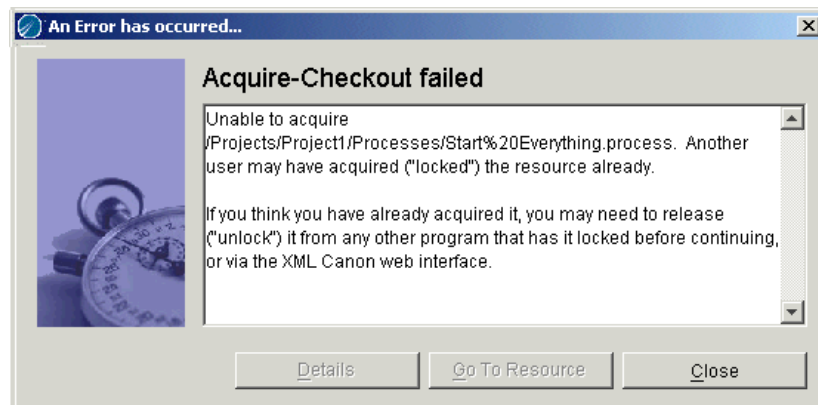 An Error has occurred...
Acquire-Checkout failed
Unable to acquire
/Projects/Project1/Processes/Start%20Everything.process. Another
user may have acquired ("locked") the resource already.
If you think you have already acquired it, you may need to release
("unlock") it from any other program that has it locked before continuing,
or via the XML Canon web interface.
Details
Go To Resource
Close